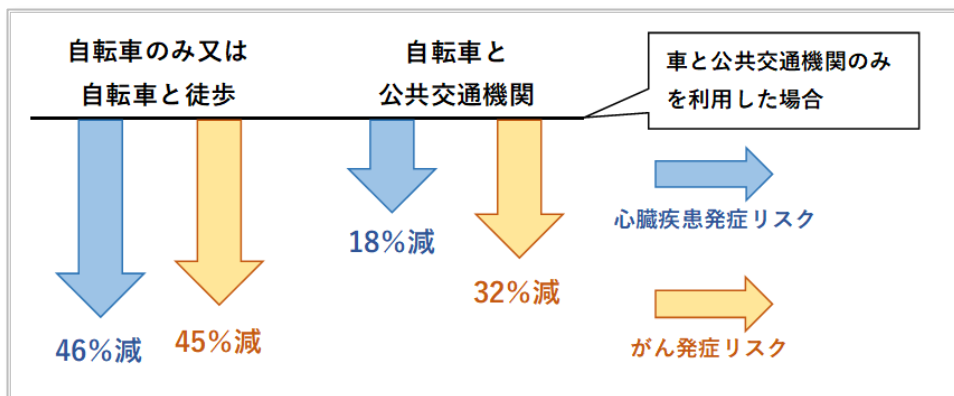 自転車のみ又は
自転車と徒歩
自転車と
公共交通機関
車と公共交通機関のみ
を利用した場合
46%減
45%減
18%減
32%減
心臓疾患発症リスク
がん発症リスク